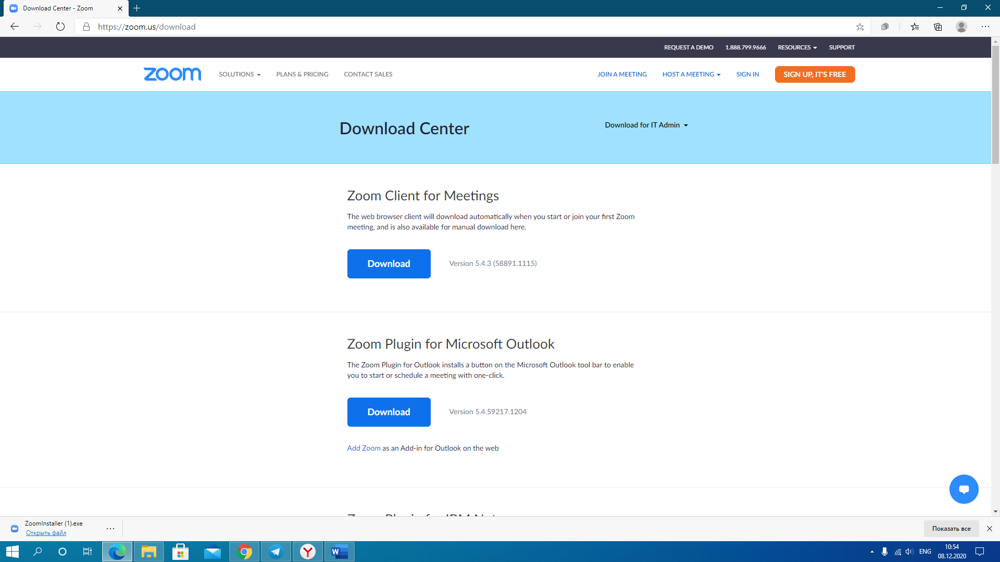 Download Center - Zoom
https://zoom.us/download
REQUEST A DEMO 1.888.799.9666 RESOURCES SUPPORT
zoom SOLUTIONS PLANS & PRICING CONTACT SALES JOIN A MEETING HOST A MEETING SIGN IN SIGN UP, IT'S FREE
Download Center
Download for IT Admin
Zoom Client for Meetings
The web browser client will download automatically when you start or join your first Zoom
meeting, and is also available for manual download here.
Download Version 5.4.3 (58891.1115)
Zoom Plugin for Microsoft Outlook
The Zoom Plugin for Outlook installs a button on the Microsoft Outlook tool bar to enable
you to start or schedule a meeting with one-click.
Download Version 5.4.59217.1204
Add Zoom as an Add-in for Outlook on the web
ZoomInstaller (1).exe
Открыть файл
Показать все
ENG
10:54
08.12.2020